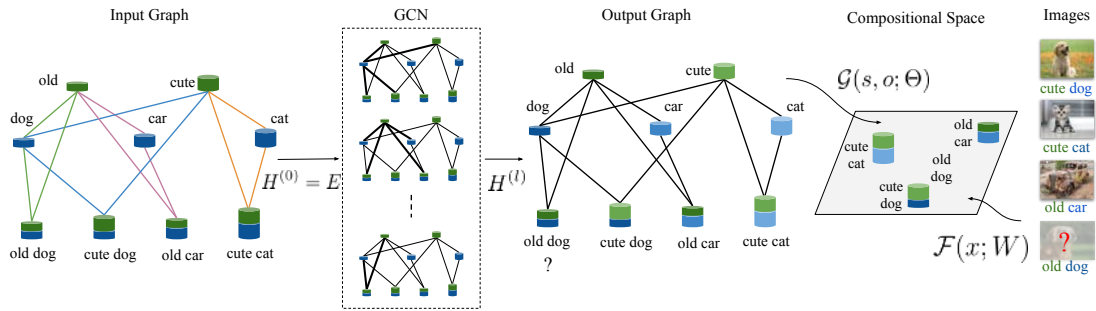 Input Graph
GCN
Output Graph
Compositional Space
Images
old
cute
dog
car
cat
old dog
cute dog
old car
cute cat
H^{(0)} = E
H^{(l)}
old
cute
dog
car
cat
old dog
?
cute dog
old car
cute cat
G(s, o; Θ)
cute
cat
old
car
old
dog
cute
dog
F(x; W)
cute dog
cute cat
old car
?
old dog